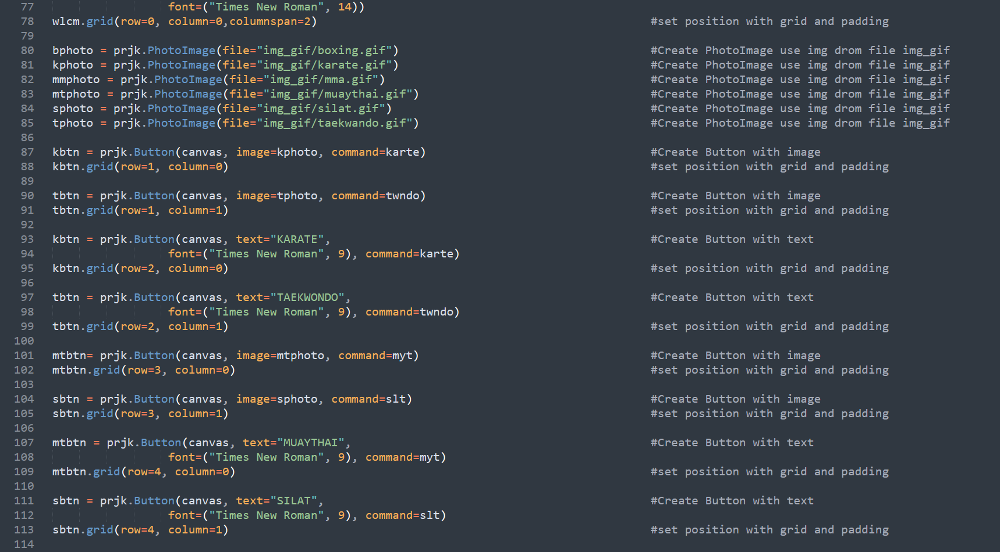 77 font=("Times New Roman", 14))
78 wlcm.grid(row=0, column=0,columnspan=2) #set position with grid and padding
79
80 bphoto = prjk.PhotoImage(file="img_gif/boxing.gif") #Create PhotoImage use img drom file img_gif
81 kphoto = prjk.PhotoImage(file="img_gif/karate.gif") #Create PhotoImage use img drom file img_gif
82 mmphoto = prjk.PhotoImage(file="img_gif/mma.gif") #Create PhotoImage use img drom file img_gif
83 mtphoto = prjk.PhotoImage(file="img_gif/muaythai.gif") #Create PhotoImage use img drom file img_gif
84 sphoto = prjk.PhotoImage(file="img_gif/silat.gif") #Create PhotoImage use img drom file img_gif
85 tphoto = prjk.PhotoImage(file="img_gif/taekwando.gif") #Create PhotoImage use img drom file img_gif
86
87 kbtn = prjk.Button(canvas, image=kphoto, command=karte) #Create Button with image
88 kbtn.grid(row=1, column=0) #set position with grid and padding
89
90 tbtn = prjk.Button(canvas, image=tphoto, command=twndo) #Create Button with image
91 tbtn.grid(row=1, column=1) #set position with grid and padding
92
93 kbtn = prjk.Button(canvas, text="KARATE", #Create Button with text
94 font=("Times New Roman", 9), command=karte)
95 kbtn.grid(row=2, column=0) #set position with grid and padding
96
97 tbtn = prjk.Button(canvas, text="TAEKWONDO", #Create Button with text
98 font=("Times New Roman", 9), command=twndo)
99 tbtn.grid(row=2, column=1) #set position with grid and padding
100
101 mtbtn= prjk.Button(canvas, image=mtphoto, command=myt) #Create Button with image
102 mtbtn.grid(row=3, column=0) #set position with grid and padding
103
104 sbtn = prjk.Button(canvas, image=sphoto, command=slt) #Create Button with image
105 sbtn.grid(row=3, column=1) #set position with grid and padding
106
107 mtbtn = prjk.Button(canvas, text="MUAYTHAI", #Create Button with text
108 font=("Times New Roman", 9), command=myt)
109 mtbtn.grid(row=4, column=0) #set position with grid and padding
110
111 sbtn = prjk.Button(canvas, text="SILAT", #Create Button with text
112 font=("Times New Roman", 9), command=slt)
113 sbtn.grid(row=4, column=1) #set position with grid and padding
114